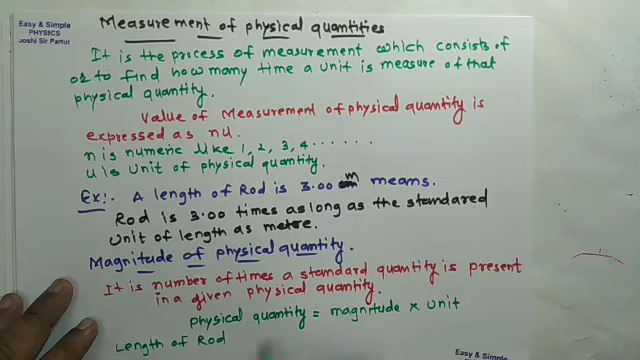 Easy & Simple
PHYSICS
Joshi Sir Partur
Measurement of physical quantities
It is the process of measurement which consists of
or to find how many time a unit is measure of that
physical quantity.
Value of Measurement of physical quantity is
expressed as nu.
n is numeric like 1, 2, 3, 4 .......
u is unit of physical quantity.
Ex:- A length of Rod is 3.00 m means.
Rod is 3.00 times as long as the standared
unit of length as metre.
Magnitude of physical quantity.
It is number of times a standard quantity is present
in a given physical quantity.
Physical quantity = magnitude × unit
Length of Rod
Easy & Simple